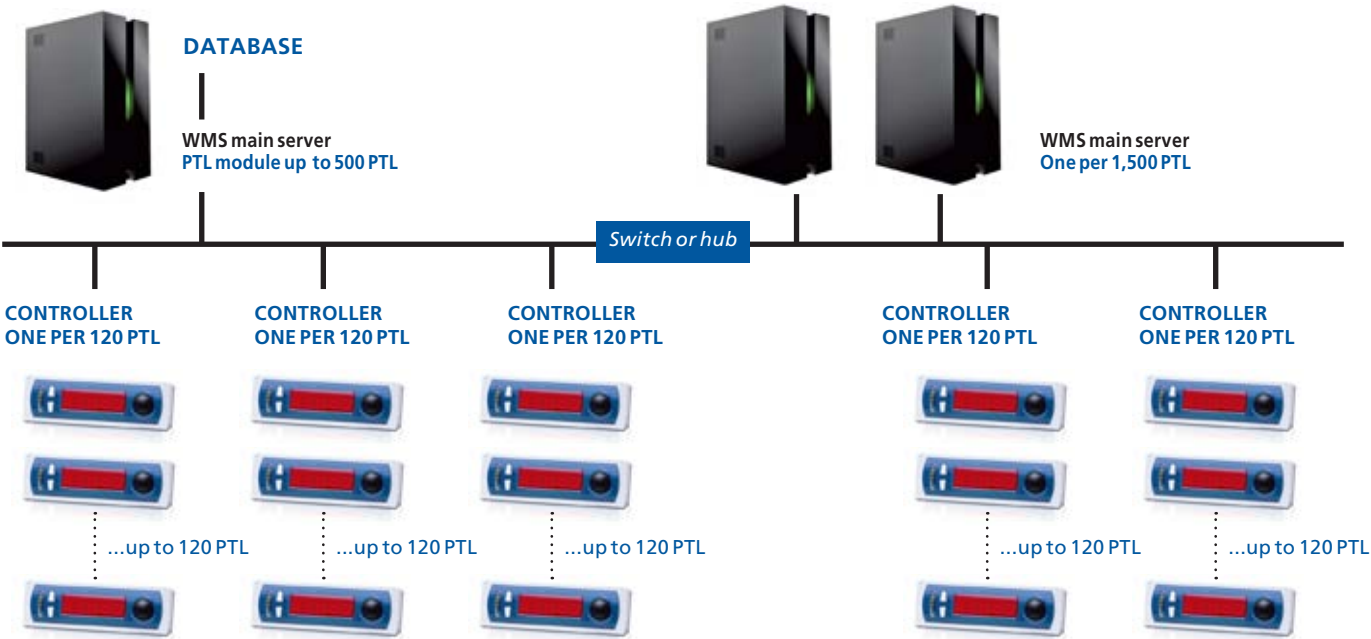 DATABASE
WMS main server
PTL module up to 500 PTL
WMS main server
One per 1,500 PTL
Switch or hub
CONTROLLER
ONE PER 120 PTL
CONTROLLER
ONE PER 120 PTL
CONTROLLER
ONE PER 120 PTL
CONTROLLER
ONE PER 120 PTL
CONTROLLER
ONE PER 120 PTL
...up to 120 PTL
...up to 120 PTL
...up to 120 PTL
...up to 120 PTL
...up to 120 PTL